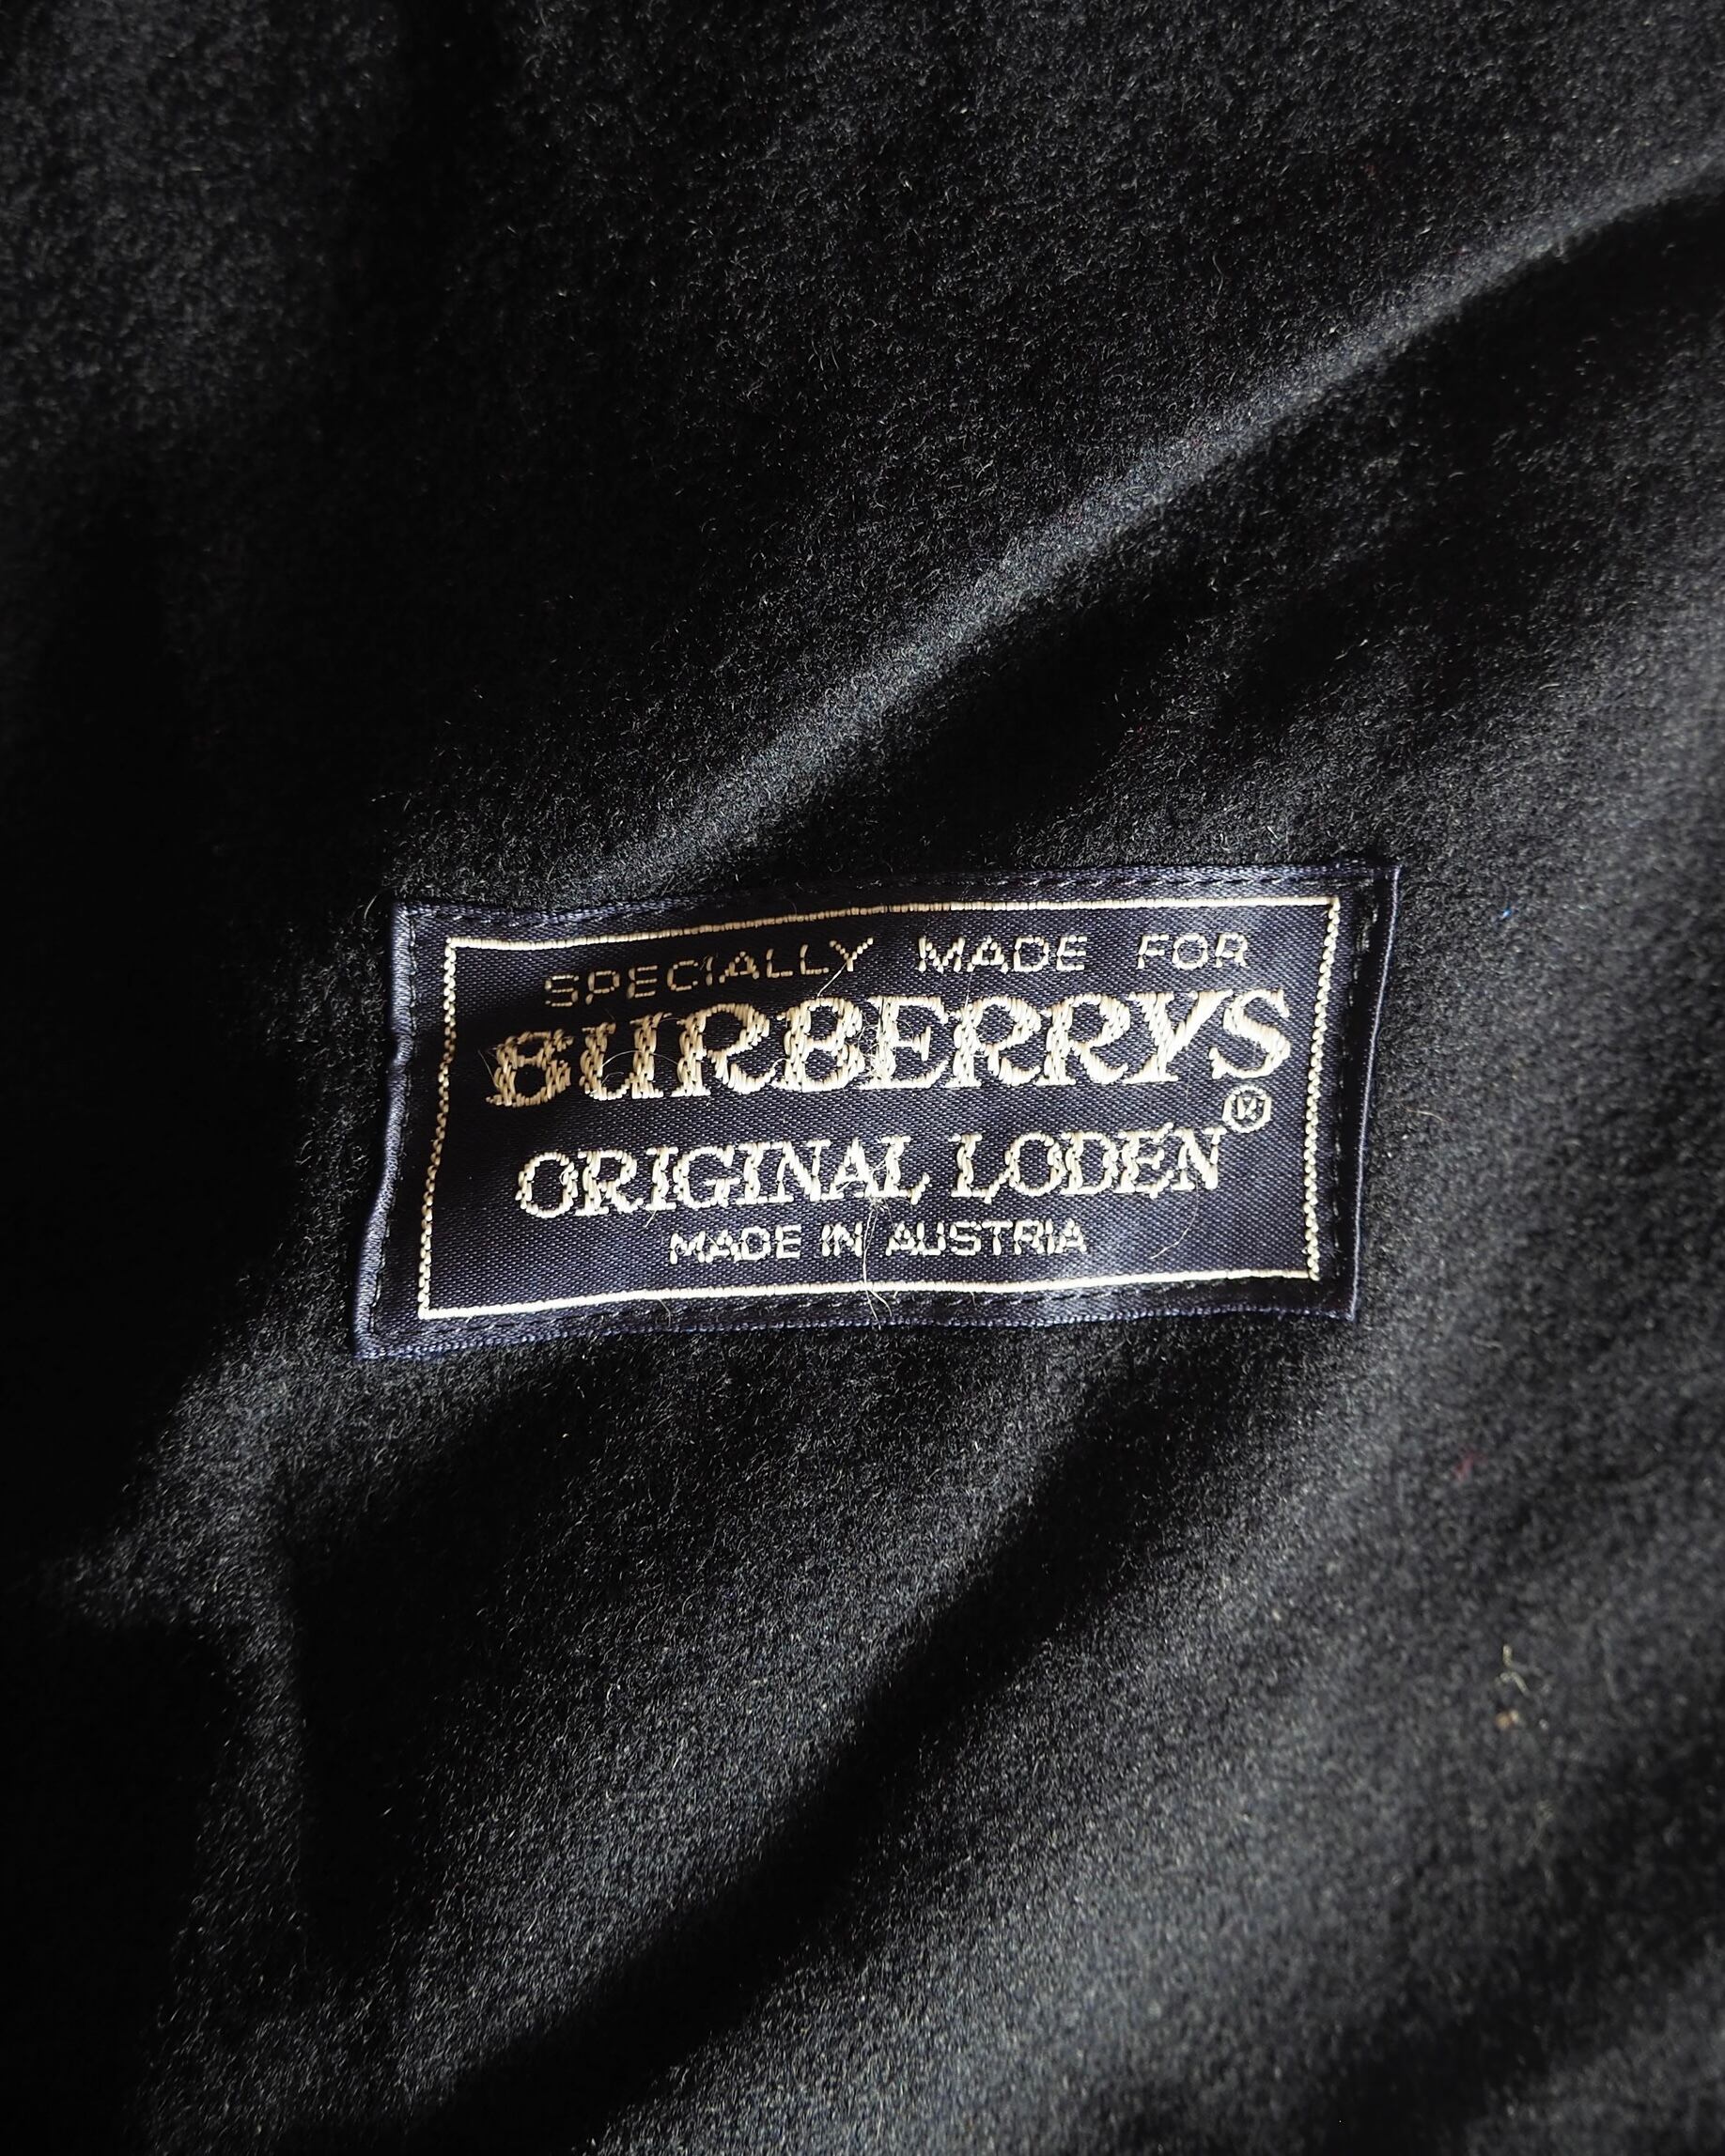 SPECIALLY MADE FOR
BURBERRYS
®
ORIGINAL LODEN
MADE IN AUSTRIA